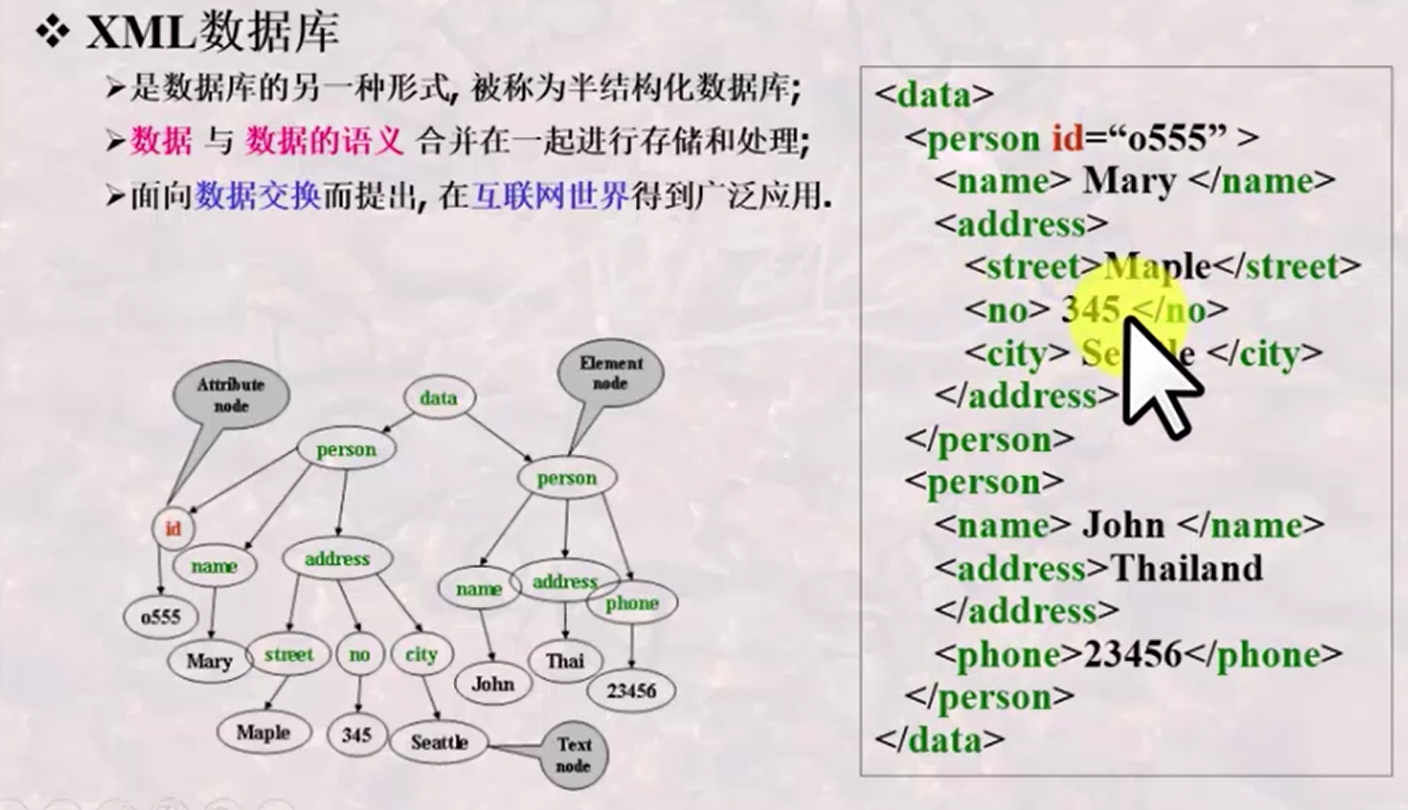 ❖ XML数据库
➢是数据库的另一种形式, 被称为半结构化数据库;
➢数据 与 数据的语义 合并在一起进行存储和处理;
➢面向数据交换而提出, 在互联网世界得到广泛应用.
<data>
<person id=“o555” >
<name> Mary </name>
<address>
<street>Maple</street>
<no> 345 </no>
<city> </city>
</address>
</person>
<person>
<name> John </name>
<address>Thailand
</address>
<phone>23456</phone>
</person>
</data>
Attribute
node
Element
node
data
person
person
id
name
address
name
address
phone
o555
Mary
street
no
city
John
Thai
23456
Maple
345
Seattle
Text
node